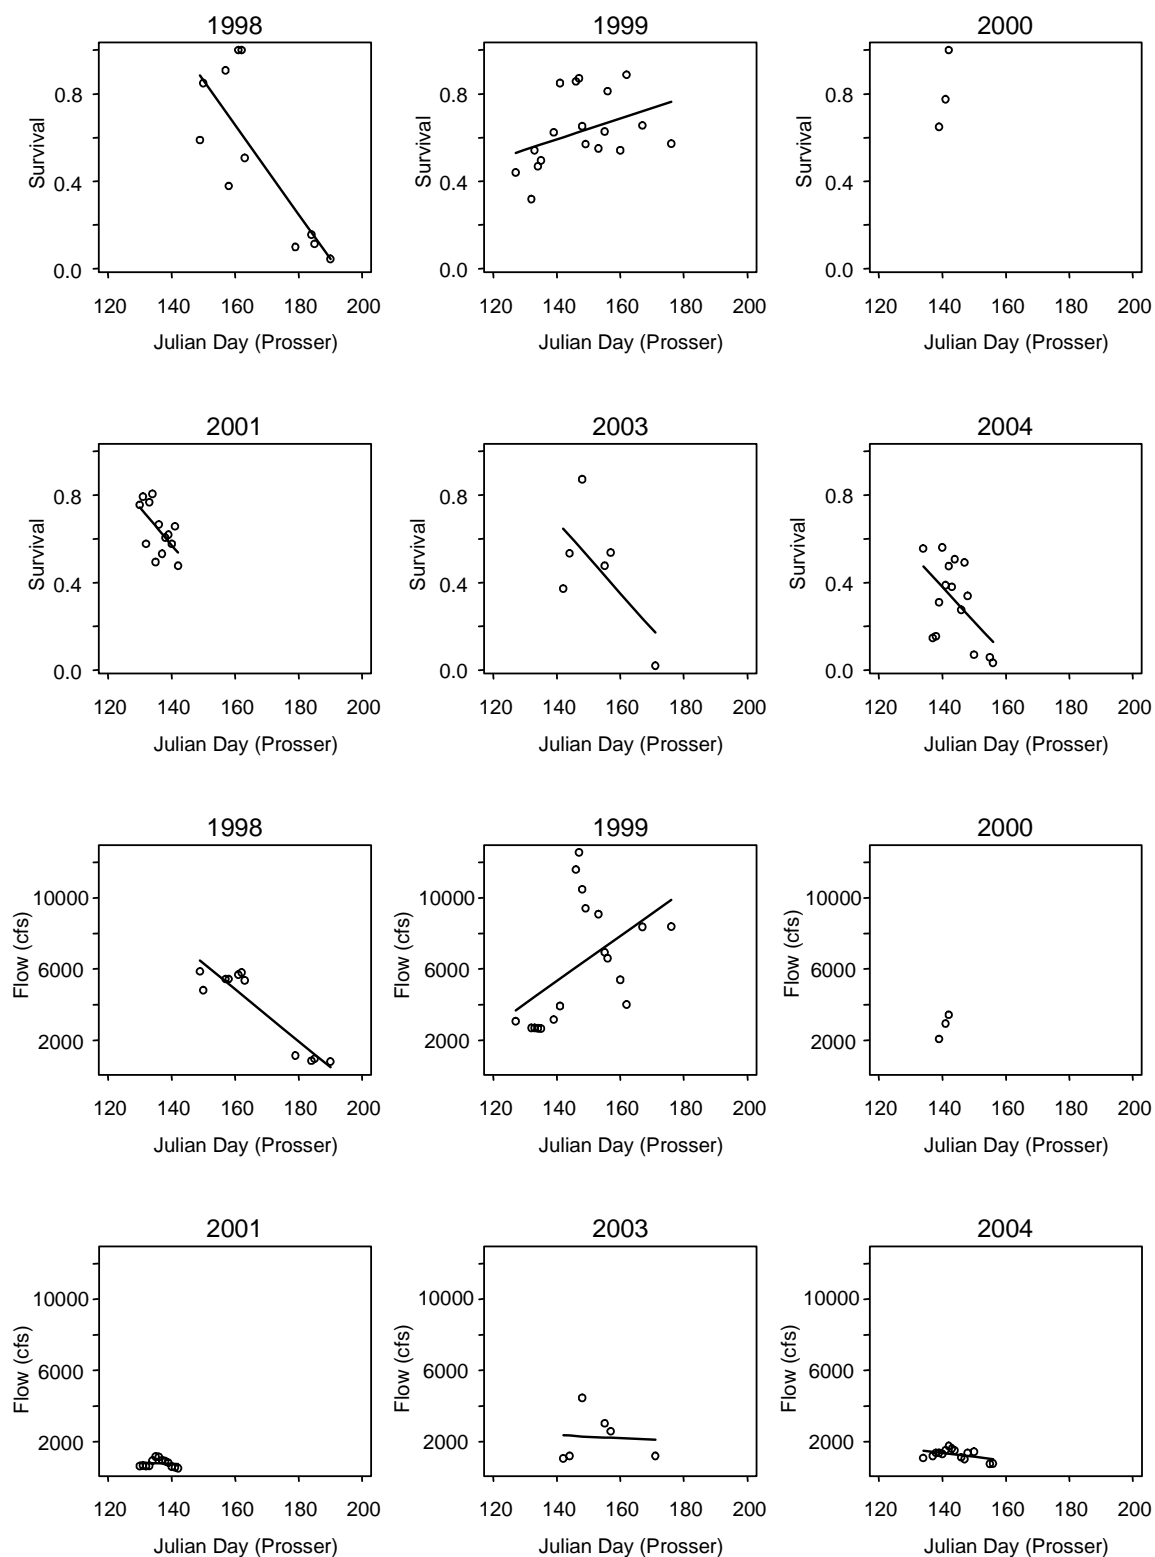 1998 1999 2000
Survival Survival Survival
0.8 0.8 0.8
0.4 0.4 0.4
0.0 0.0 0.0
120 140 160 180 200 120 140 160 180 200 120 140 160 180 200
Julian Day (Prosser) Julian Day (Prosser) Julian Day (Prosser)
2001 2003 2004
Survival Survival Survival
0.8 0.8 0.8
0.4 0.4 0.4
0.0 0.0 0.0
120 140 160 180 200 120 140 160 180 200 120 140 160 180 200
Julian Day (Prosser) Julian Day (Prosser) Julian Day (Prosser)
1998 1999 2000
Flow (cfs) Flow (cfs) Flow (cfs)
10000 10000 10000
6000 6000 6000
2000 2000 2000
120 140 160 180 200 120 140 160 180 200 120 140 160 180 200
Julian Day (Prosser) Julian Day (Prosser) Julian Day (Prosser)
2001 2003 2004
Flow (cfs) Flow (cfs) Flow (cfs)
10000 10000 10000
6000 6000 6000
2000 2000 2000
120 140 160 180 200 120 140 160 180 200 120 140 160 180 200
Julian Day (Prosser) Julian Day (Prosser) Julian Day (Prosser)